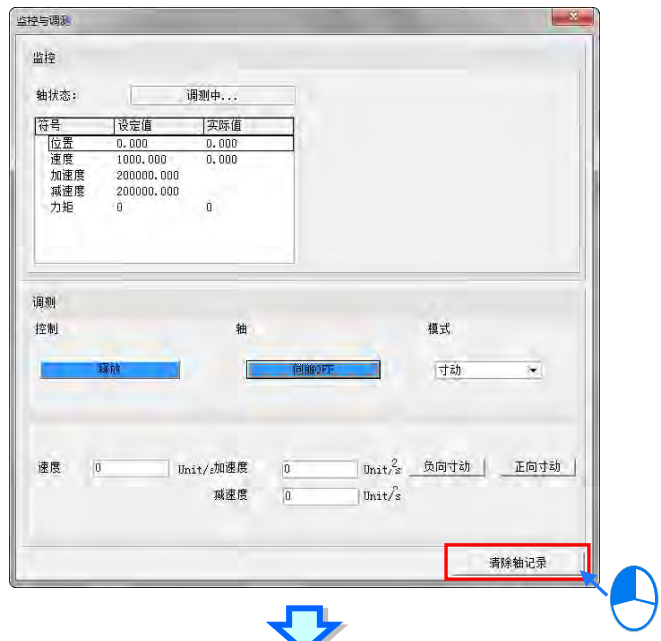 监控与调测
监控
轴状态: 调测中...
符号 设定值 实际值
位置 0.000 0.000
速度 1000.000 0.000
加速度 200000.000
减速度 200000.000
力矩 0 0
调测
控制 轴 模式
释放 伺服OFF 寸动
速度 0 Unit/s 加速度 0 Unit/s² 负向寸动 正向寸动
减速度 0 Unit/s²
清除轴记录